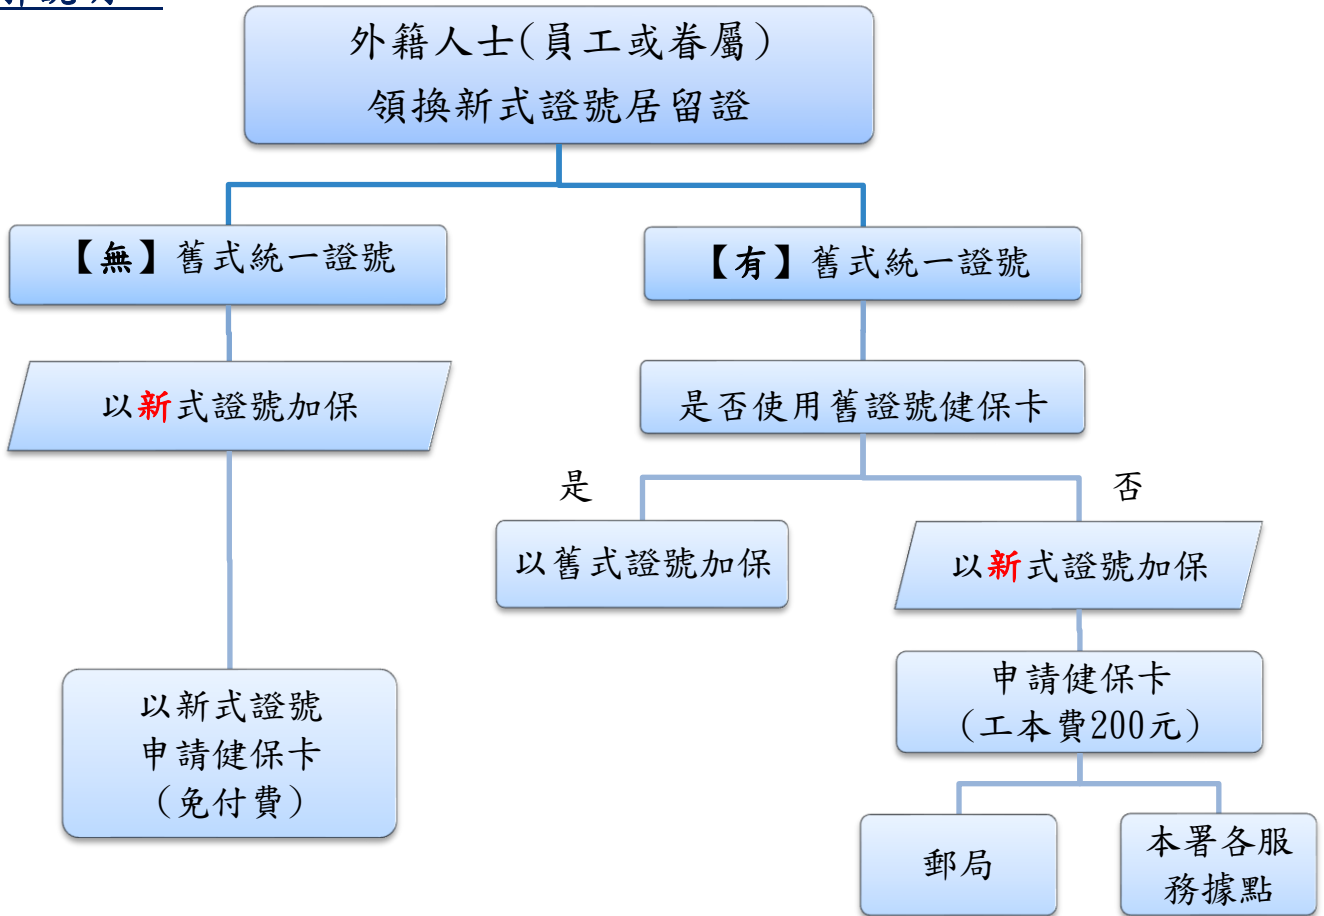 外籍人士(員工或眷屬)
領換新式證號居留證
【無】舊式統一證號
【有】舊式統一證號
以新式證號加保
是否使用舊證號健保卡
是
否
以舊式證號加保
以新式證號加保
以新式證號
申請健保卡
(免付費)
申請健保卡
(工本費200元)
郵局
本署各服
務據點